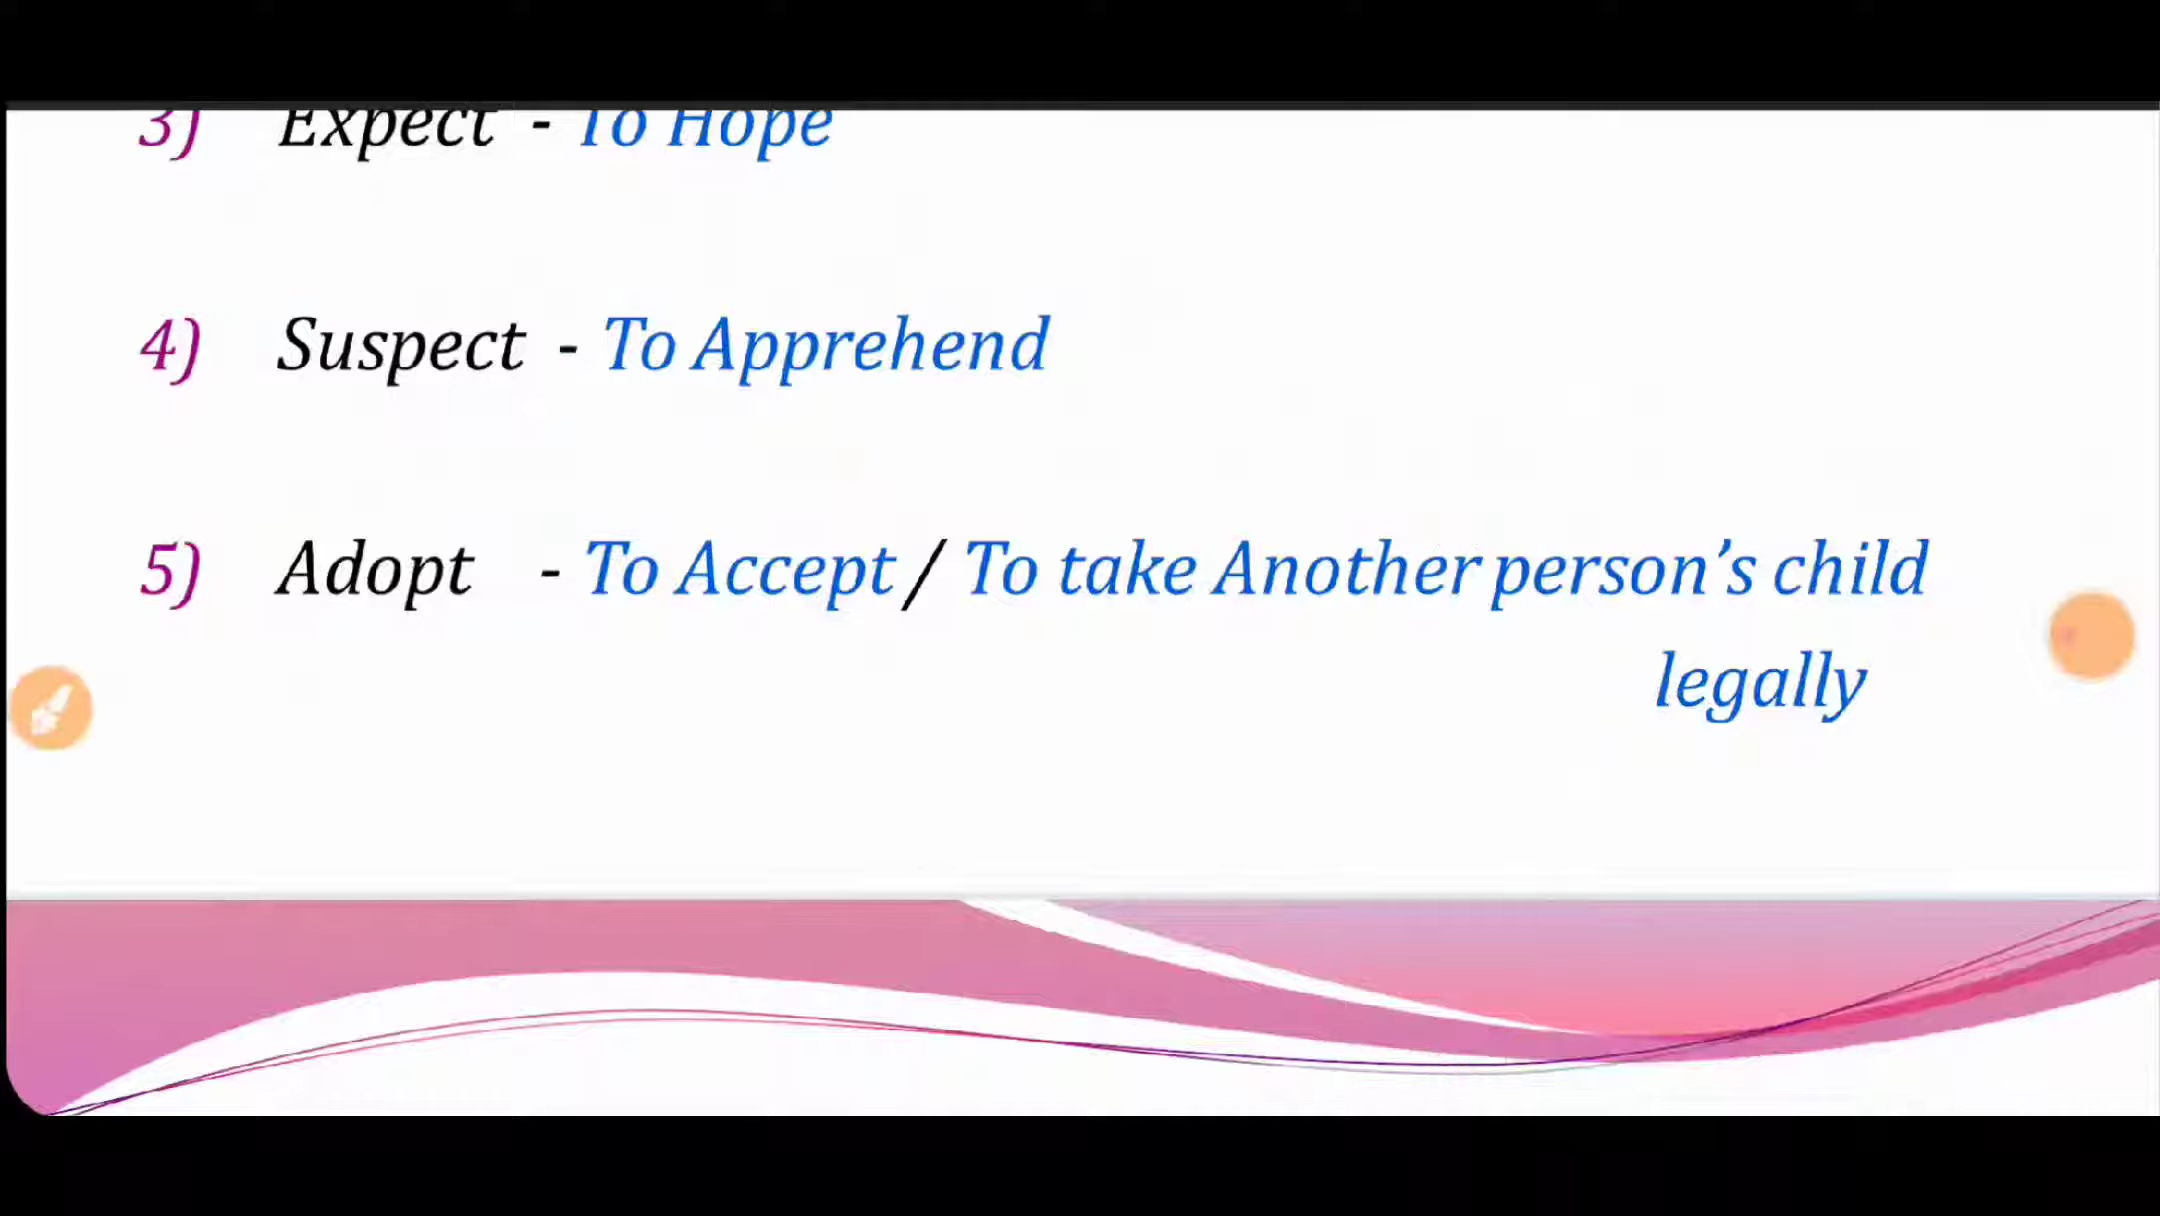 3) Expect - To Hope
4) Suspect - To Apprehend
5) Adopt - To Accept / To take Another person's child
legally